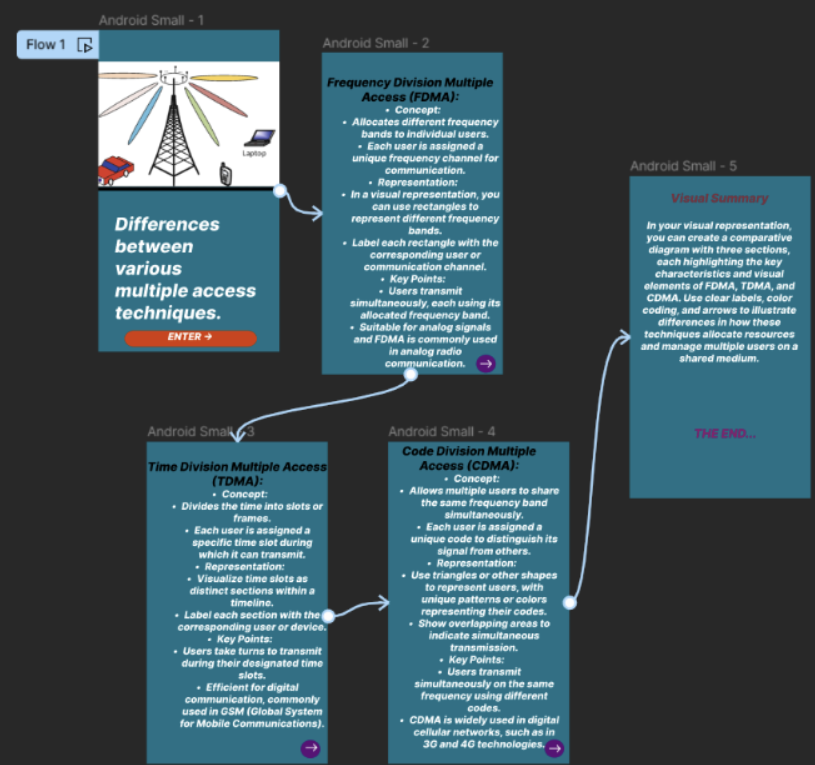 Android Small - 1
Flow 1
Laptop
Differences
between
various
multiple access
techniques.
ENTER →
Android Small - 2
Frequency Division Multiple
Access (FDMA):
• Concept:
• Allocates different frequency
bands to individual users.
• Each user is assigned a
unique frequency channel for
communication.
• Representation:
• In a visual representation, you
can use rectangles to
represent different frequency
bands.
• Label each rectangle with the
corresponding user or
communication channel.
• Key Points:
• Users transmit
simultaneously, each using its
allocated frequency band.
• Suitable for analog signals
and FDMA is commonly used
in analog radio
communication.
Android Small - 3
Time Division Multiple Access
(TDMA):
• Concept:
• Divides the time into slots or
frames.
• Each user is assigned a
specific time slot during
which it can transmit.
• Representation:
• Visualize time slots as
distinct sections within a
timeline.
• Label each section with the
corresponding user or device.
• Key Points:
• Users take turns to transmit
during their designated time
slots.
• Efficient for digital
communication, commonly
used in GSM (Global System
for Mobile Communications).
Android Small - 4
Code Division Multiple
Access (CDMA):
• Concept:
• Allows multiple users to share
the same frequency band
simultaneously.
• Each user is assigned a
unique code to distinguish its
signal from others.
• Representation:
• Use triangles or other shapes
to represent users, with
unique patterns or colors
representing their codes.
• Show overlapping areas to
indicate simultaneous
transmission.
• Key Points:
• Users transmit
simultaneously on the same
frequency using different
codes.
• CDMA is widely used in digital
cellular networks, such as in
3G and 4G technologies.
Android Small - 5
Visual Summary
In your visual representation,
you can create a comparative
diagram with three sections,
each highlighting the key
characteristics and visual
elements of FDMA, TDMA, and
CDMA. Use clear labels, color
coding, and arrows to illustrate
differences in how these
techniques allocate resources
and manage multiple users on a
shared medium.
THE END...